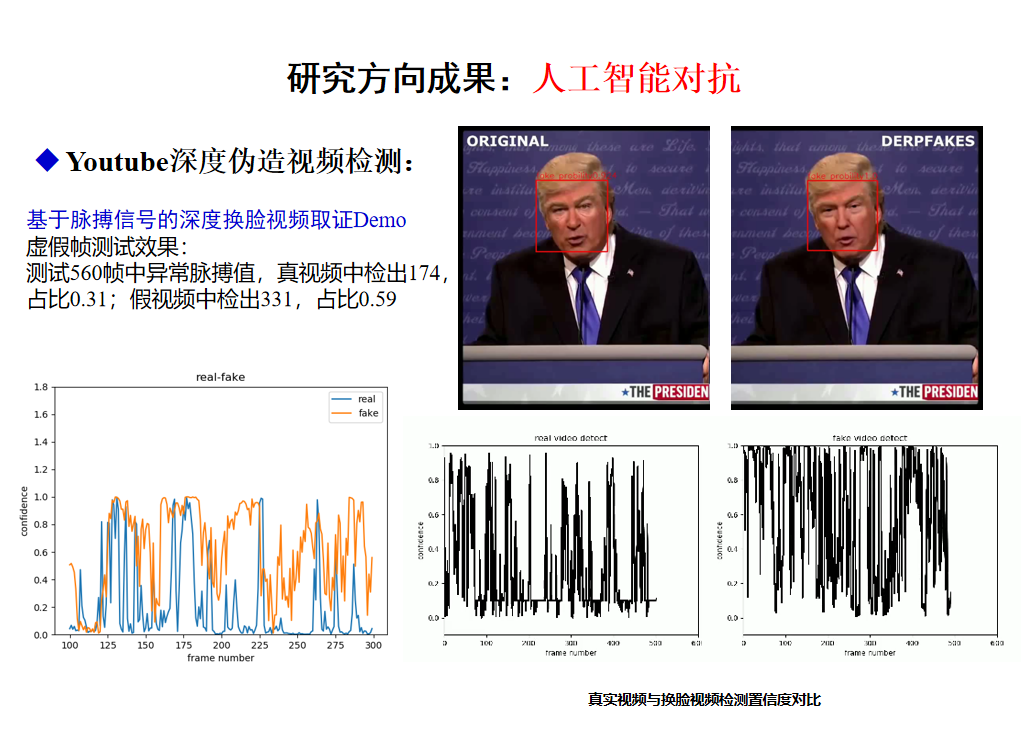 研究方向成果：人工智能对抗
◆ Youtube深度伪造视频检测：
基于脉搏信号的深度换脸视频取证Demo
虚假帧测试效果：
测试560帧中异常脉搏值，真视频中检出174，
占比0.31；假视频中检出331，占比0.59
ORIGINAL
THE PRESIDEN
DERPFAKES
THE PRESIDEN
real-fake
real
fake
confidence
1.8
1.6
1.4
1.2
1.0
0.8
0.6
0.4
0.2
0.0
100 125 150 175 200 225 250 275 300
frame number
real video detect
confidence
1.0
0.8
0.6
0.4
0.2
0.0
0 100 200 300 400 500
frame number
fake video detect
confidence
1.0
0.8
0.6
0.4
0.2
0.0
0 100 200 300 400 500 600
frame number
真实视频与换脸视频检测置信度对比